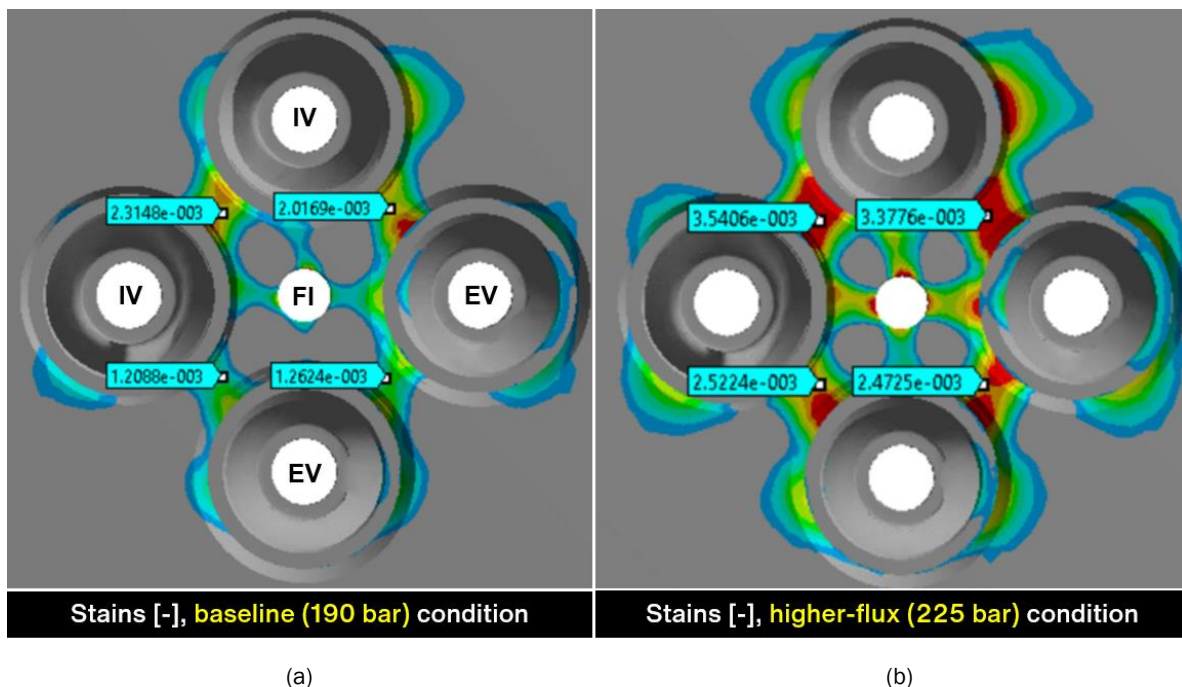 IV
2.3148e-003
2.0169e-003
IV
FI
EV
1.2088e-003
1.2624e-003
EV
Stains [-], baseline (190 bar) condition
(a)
3.5406e-003
3.3776e-003
2.5224e-003
2.4725e-003
Stains [-], higher-flux (225 bar) condition
(b)